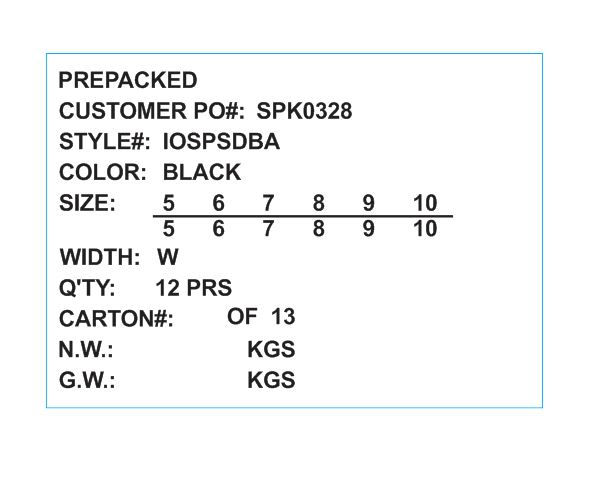 PREPACKED
CUSTOMER PO#: SPK0328
STYLE#: IOSPSDBA
COLOR: BLACK
SIZE: 5 6 7 8 9 10
5 6 7 8 9 10
WIDTH: W
Q'TY: 12 PRS
CARTON#: OF 13
N.W.: KGS
G.W.: KGS